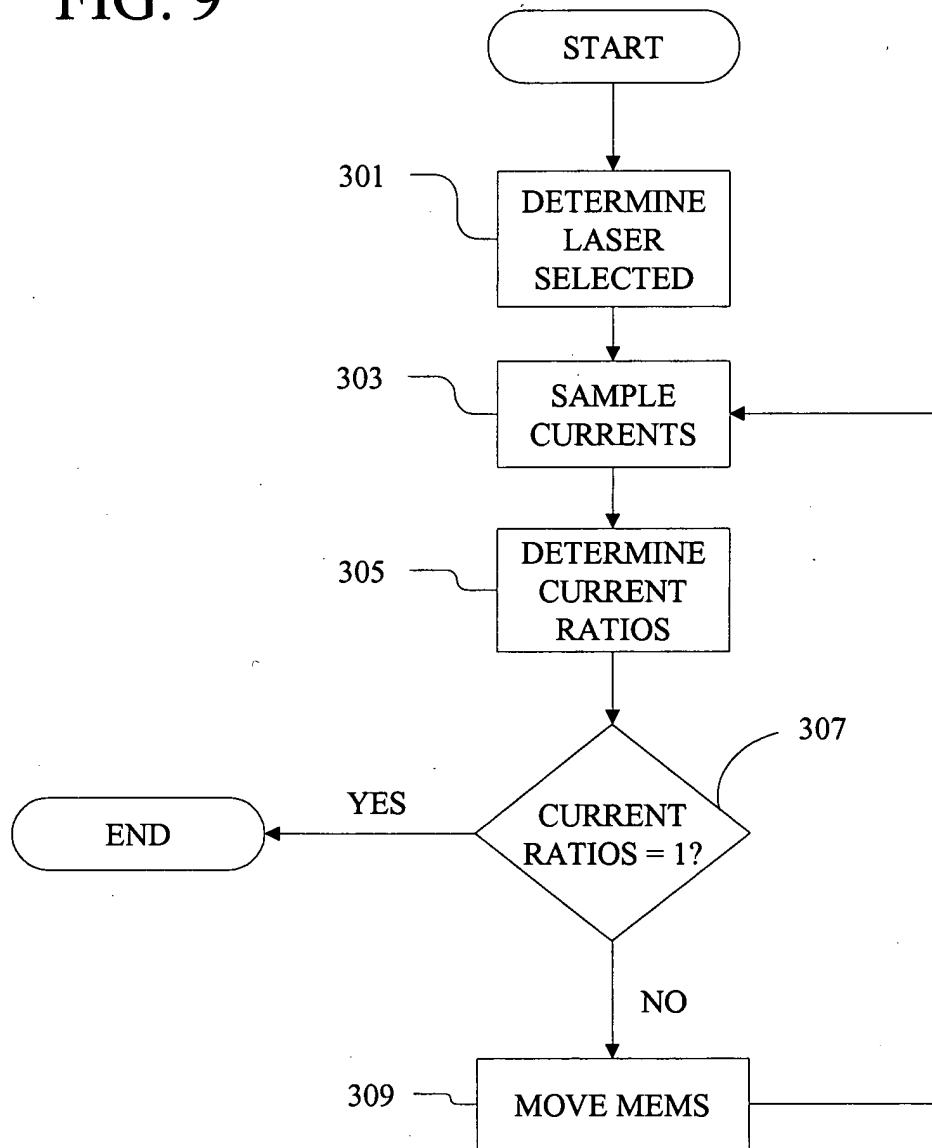 FIG. 9
START
301
DETERMINE
LASER
SELECTED
303
SAMPLE
CURRENTS
305
DETERMINE
CURRENT
RATIOS
307
CURRENT
RATIOS = 1?
YES
END
NO
309
MOVE MEMS